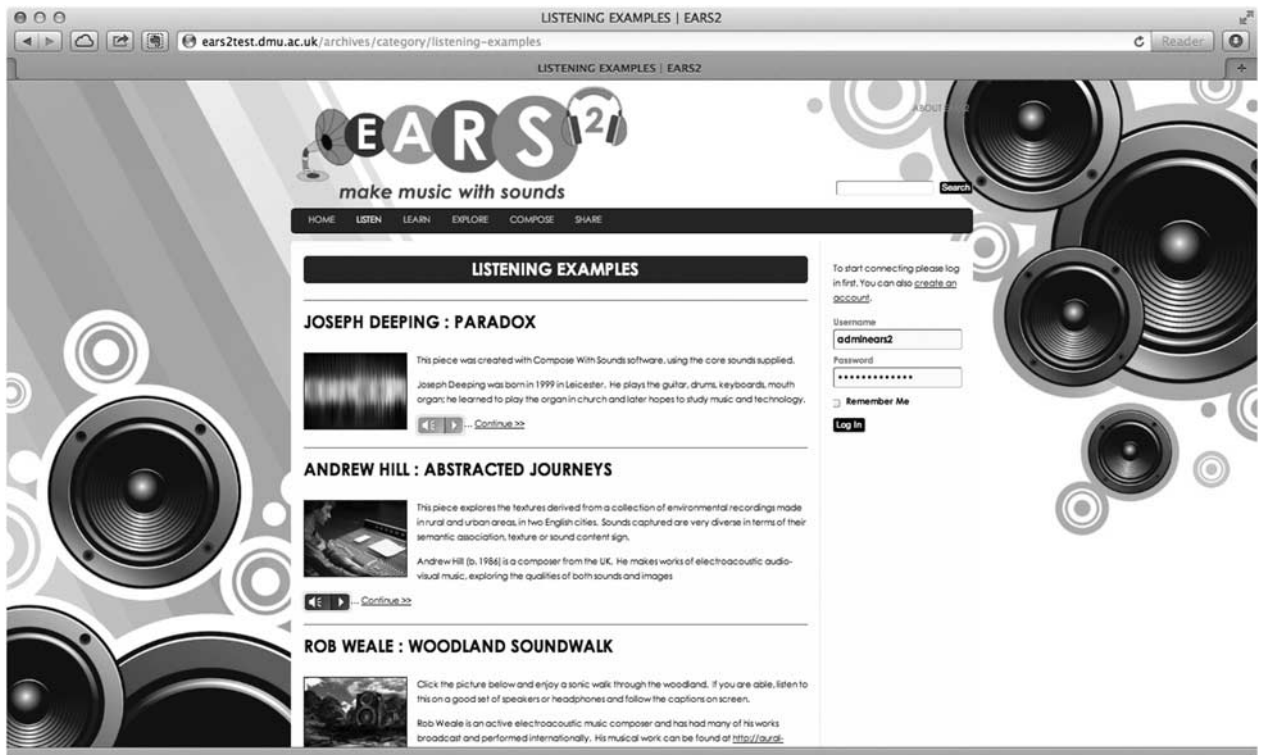 LISTENING EXAMPLES | EARS2
ears2test.dmu.ac.uk/archives/category/listening-examples
Reader
LISTENING EXAMPLES | EARS2
ABOUT
EARS2
make music with sounds
Search
HOME LISTEN LEARN EXPLORE COMPOSE SHARE
LISTENING EXAMPLES
JOSEPH DEEPING : PARADOX
This piece was created with Compose With Sounds software, using the core sounds supplied.
Joseph Deeping was born in 1999 in Leicester. He plays the guitar, drums, keyboards, mouth
organ; he learned to play the organ in church and later hopes to study music and technology.
... Continue >>
ANDREW HILL : ABSTRACTED JOURNEYS
This piece explores the textures derived from a collection of environmental recordings made
in rural and urban areas, in two English cities. Sounds captured are very diverse in terms of their
semantic association, texture or sound content sign.
Andrew Hill (b. 1986) is a composer from the UK. He makes works of electroacoustic audio-
visual music, exploring the qualities of both sounds and images
... Continue >>
ROB WEALE : WOODLAND SOUNDWALK
Click the picture below and enjoy a sonic walk through the woodland. If you are able, listen to
this on a good set of speakers or headphones and follow the captions on screen.
Rob Weale is an active electroacoustic music composer and has had many of his works
broadcast and performed internationally. His musical work can be found at http://aural-
To start connecting please log
in first. You can also create an
account.
Username
adminears2
Password
Remember Me
Log In